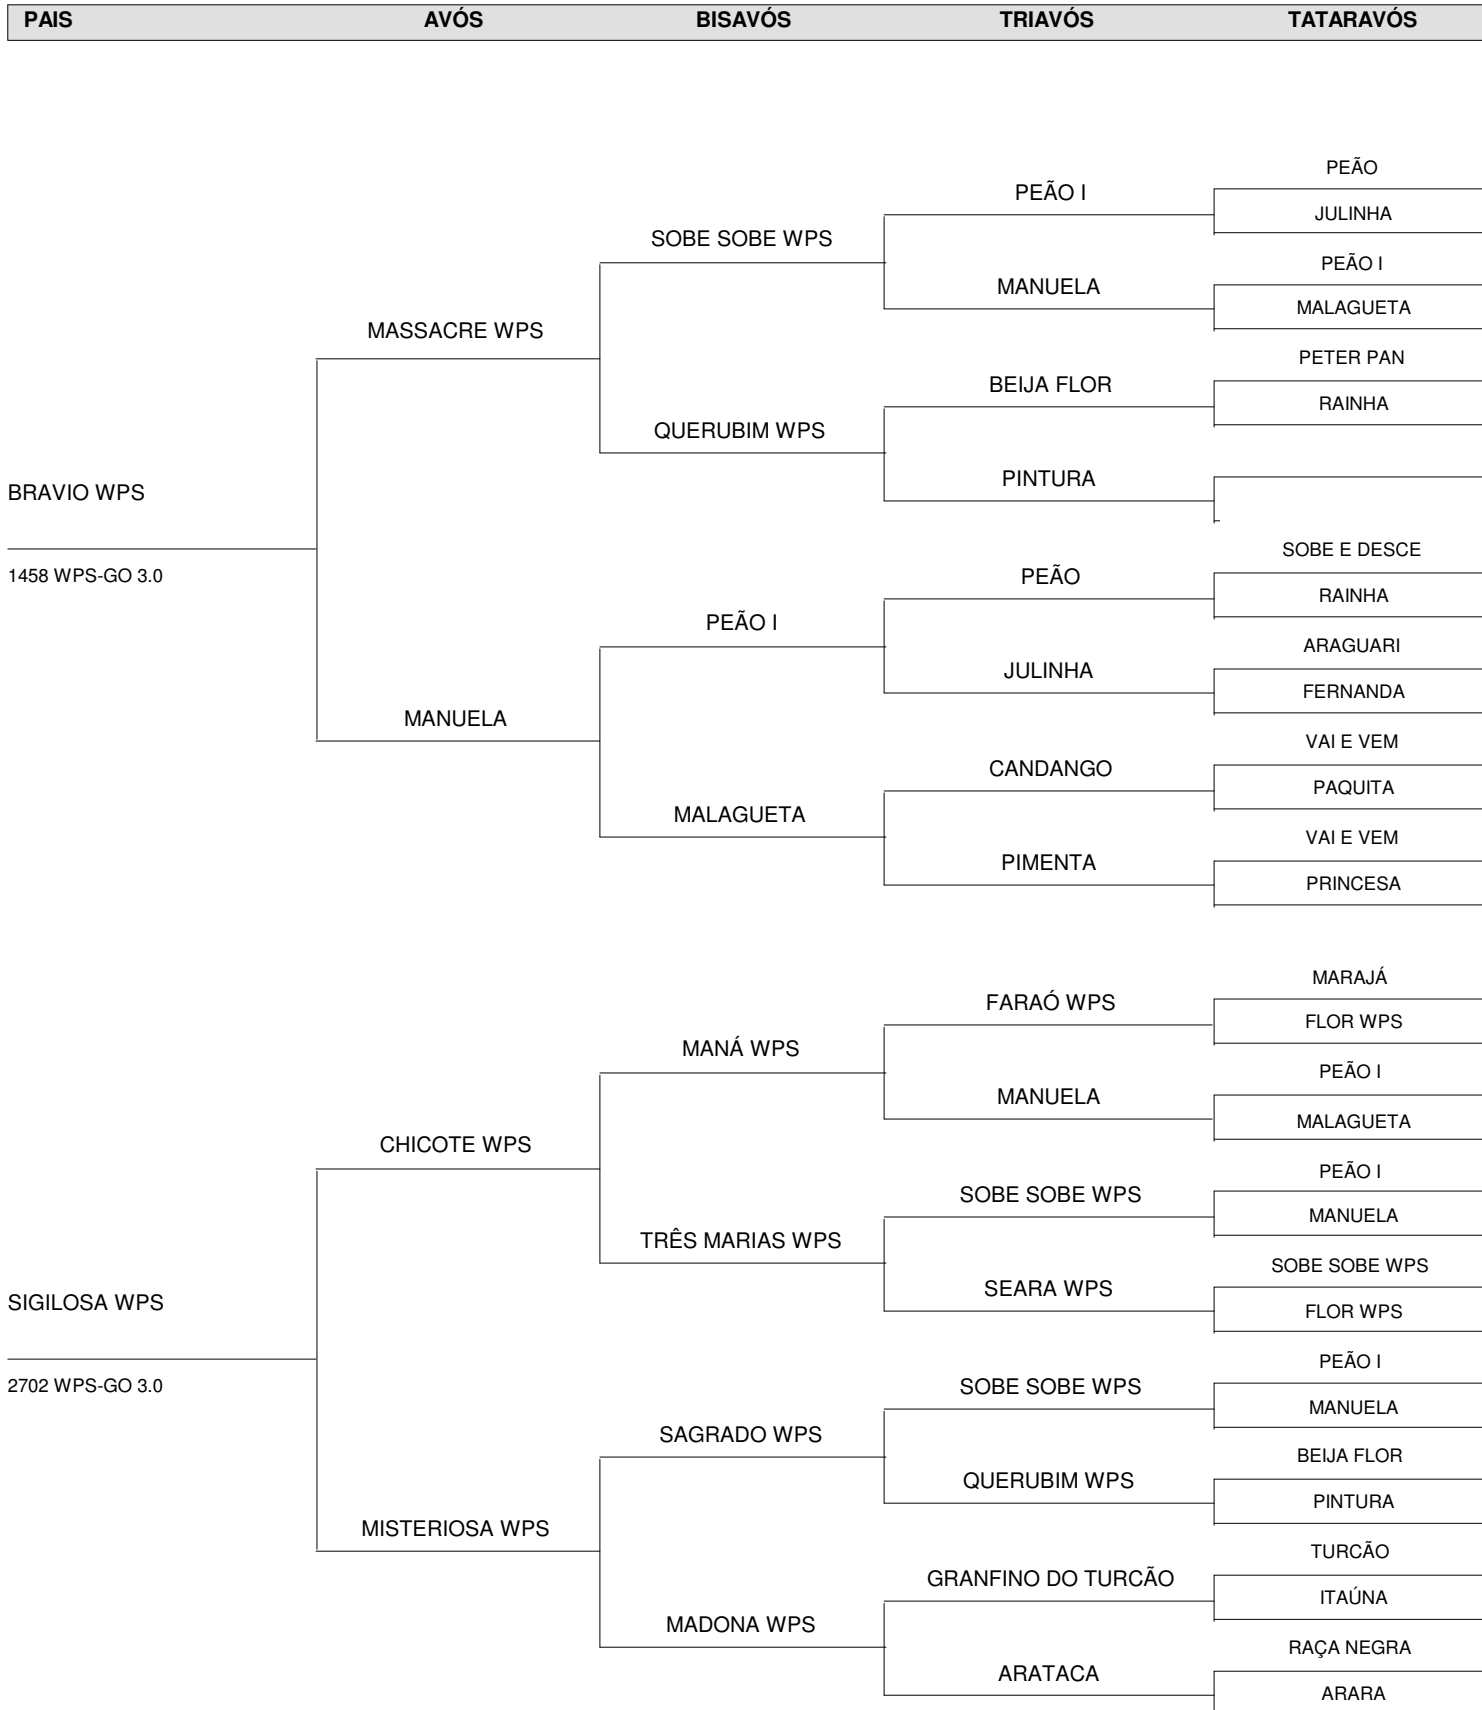 PAIS AVÓS BISAVÓS TRIAVÓS TATARAVÓS
PEÃO
PEÃO I
JULINHA
SOBE SOBE WPS
PEÃO I
MANUELA
MALAGUETA
MASSACRE WPS
PETER PAN
BEIJA FLOR
RAINHA
QUERUBIM WPS
PINTURA
BRAVIO WPS
SOBE E DESCE
1458 WPS-GO 3.0
PEÃO
RAINHA
PEÃO I
ARAGUARI
JULINHA
FERNANDA
MANUELA
VAI E VEM
CANDANGO
PAQUITA
MALAGUETA
VAI E VEM
PIMENTA
PRINCESA
MARAJÁ
FARAÓ WPS
FLOR WPS
MANÁ WPS
PEÃO I
MANUELA
MALAGUETA
CHICOTE WPS
PEÃO I
SOBE SOBE WPS
MANUELA
TRÊS MARIAS WPS
SOBE SOBE WPS
SEARA WPS
SIGILOSA WPS
FLOR WPS
PEÃO I
2702 WPS-GO 3.0
SOBE SOBE WPS
MANUELA
SAGRADO WPS
BEIJA FLOR
QUERUBIM WPS
PINTURA
MISTERIOSA WPS
TURCÃO
GRANFINO DO TURCÃO
ITAÚNA
MADONA WPS
RAÇA NEGRA
ARATACA
ARARA